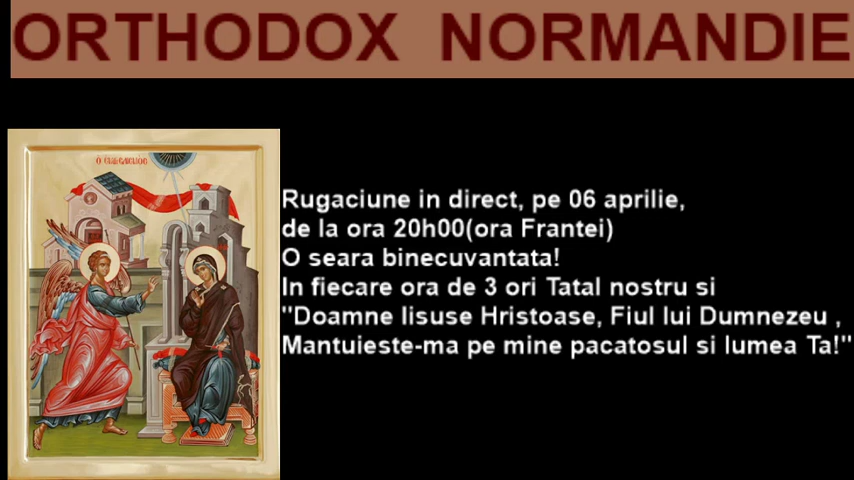 ORTHODOX NORMANDIE
Rugaciune in direct, pe 06 aprilie,
de la ora 20h00(ora Frantei)
O seara binecuvantata!
In fiecare ora de 3 ori Tatal nostru si
"Doamne Iisuse Hristoase, Fiul lui Dumnezeu ,
Mantuieste-ma pe mine pacatosul si lumea Ta!"